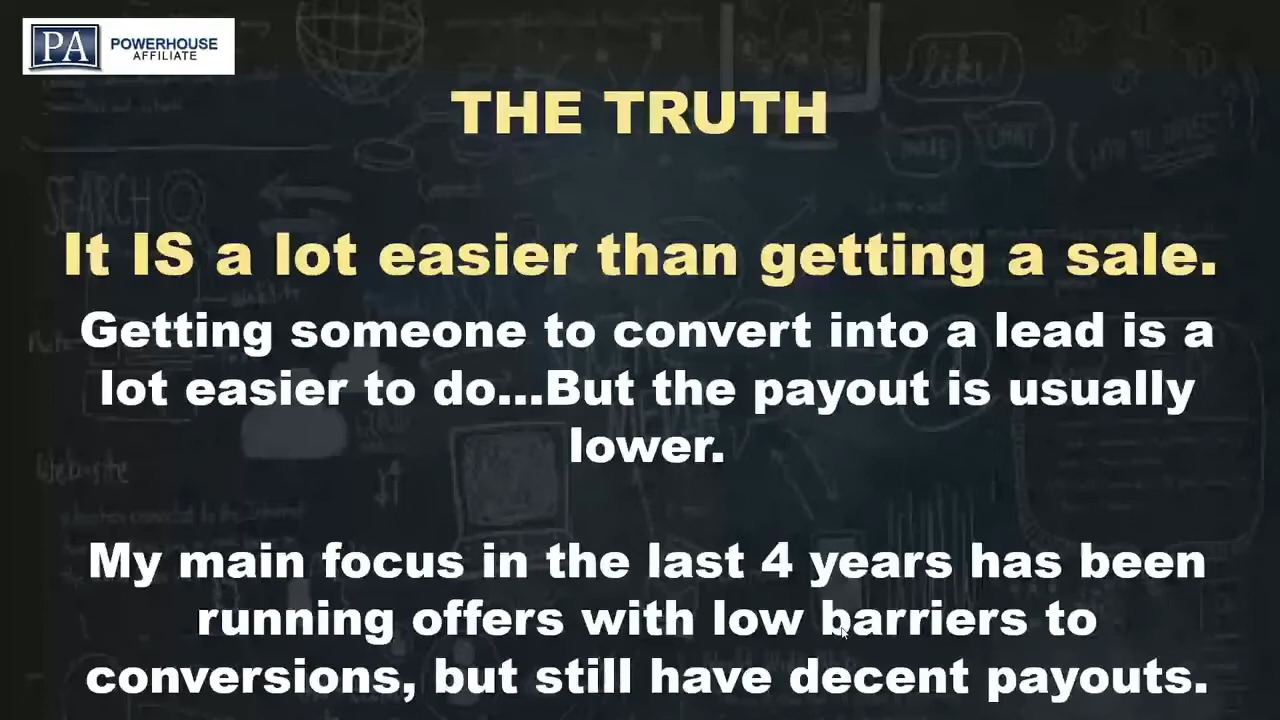 PA POWERHOUSE
AFFILIATE
THE TRUTH
It IS a lot easier than getting a sale.
Getting someone to convert into a lead is a
lot easier to do...But the payout is usually
lower.
My main focus in the last 4 years has been
running offers with low barriers to
conversions, but still have decent payouts.
SEARCH
Website